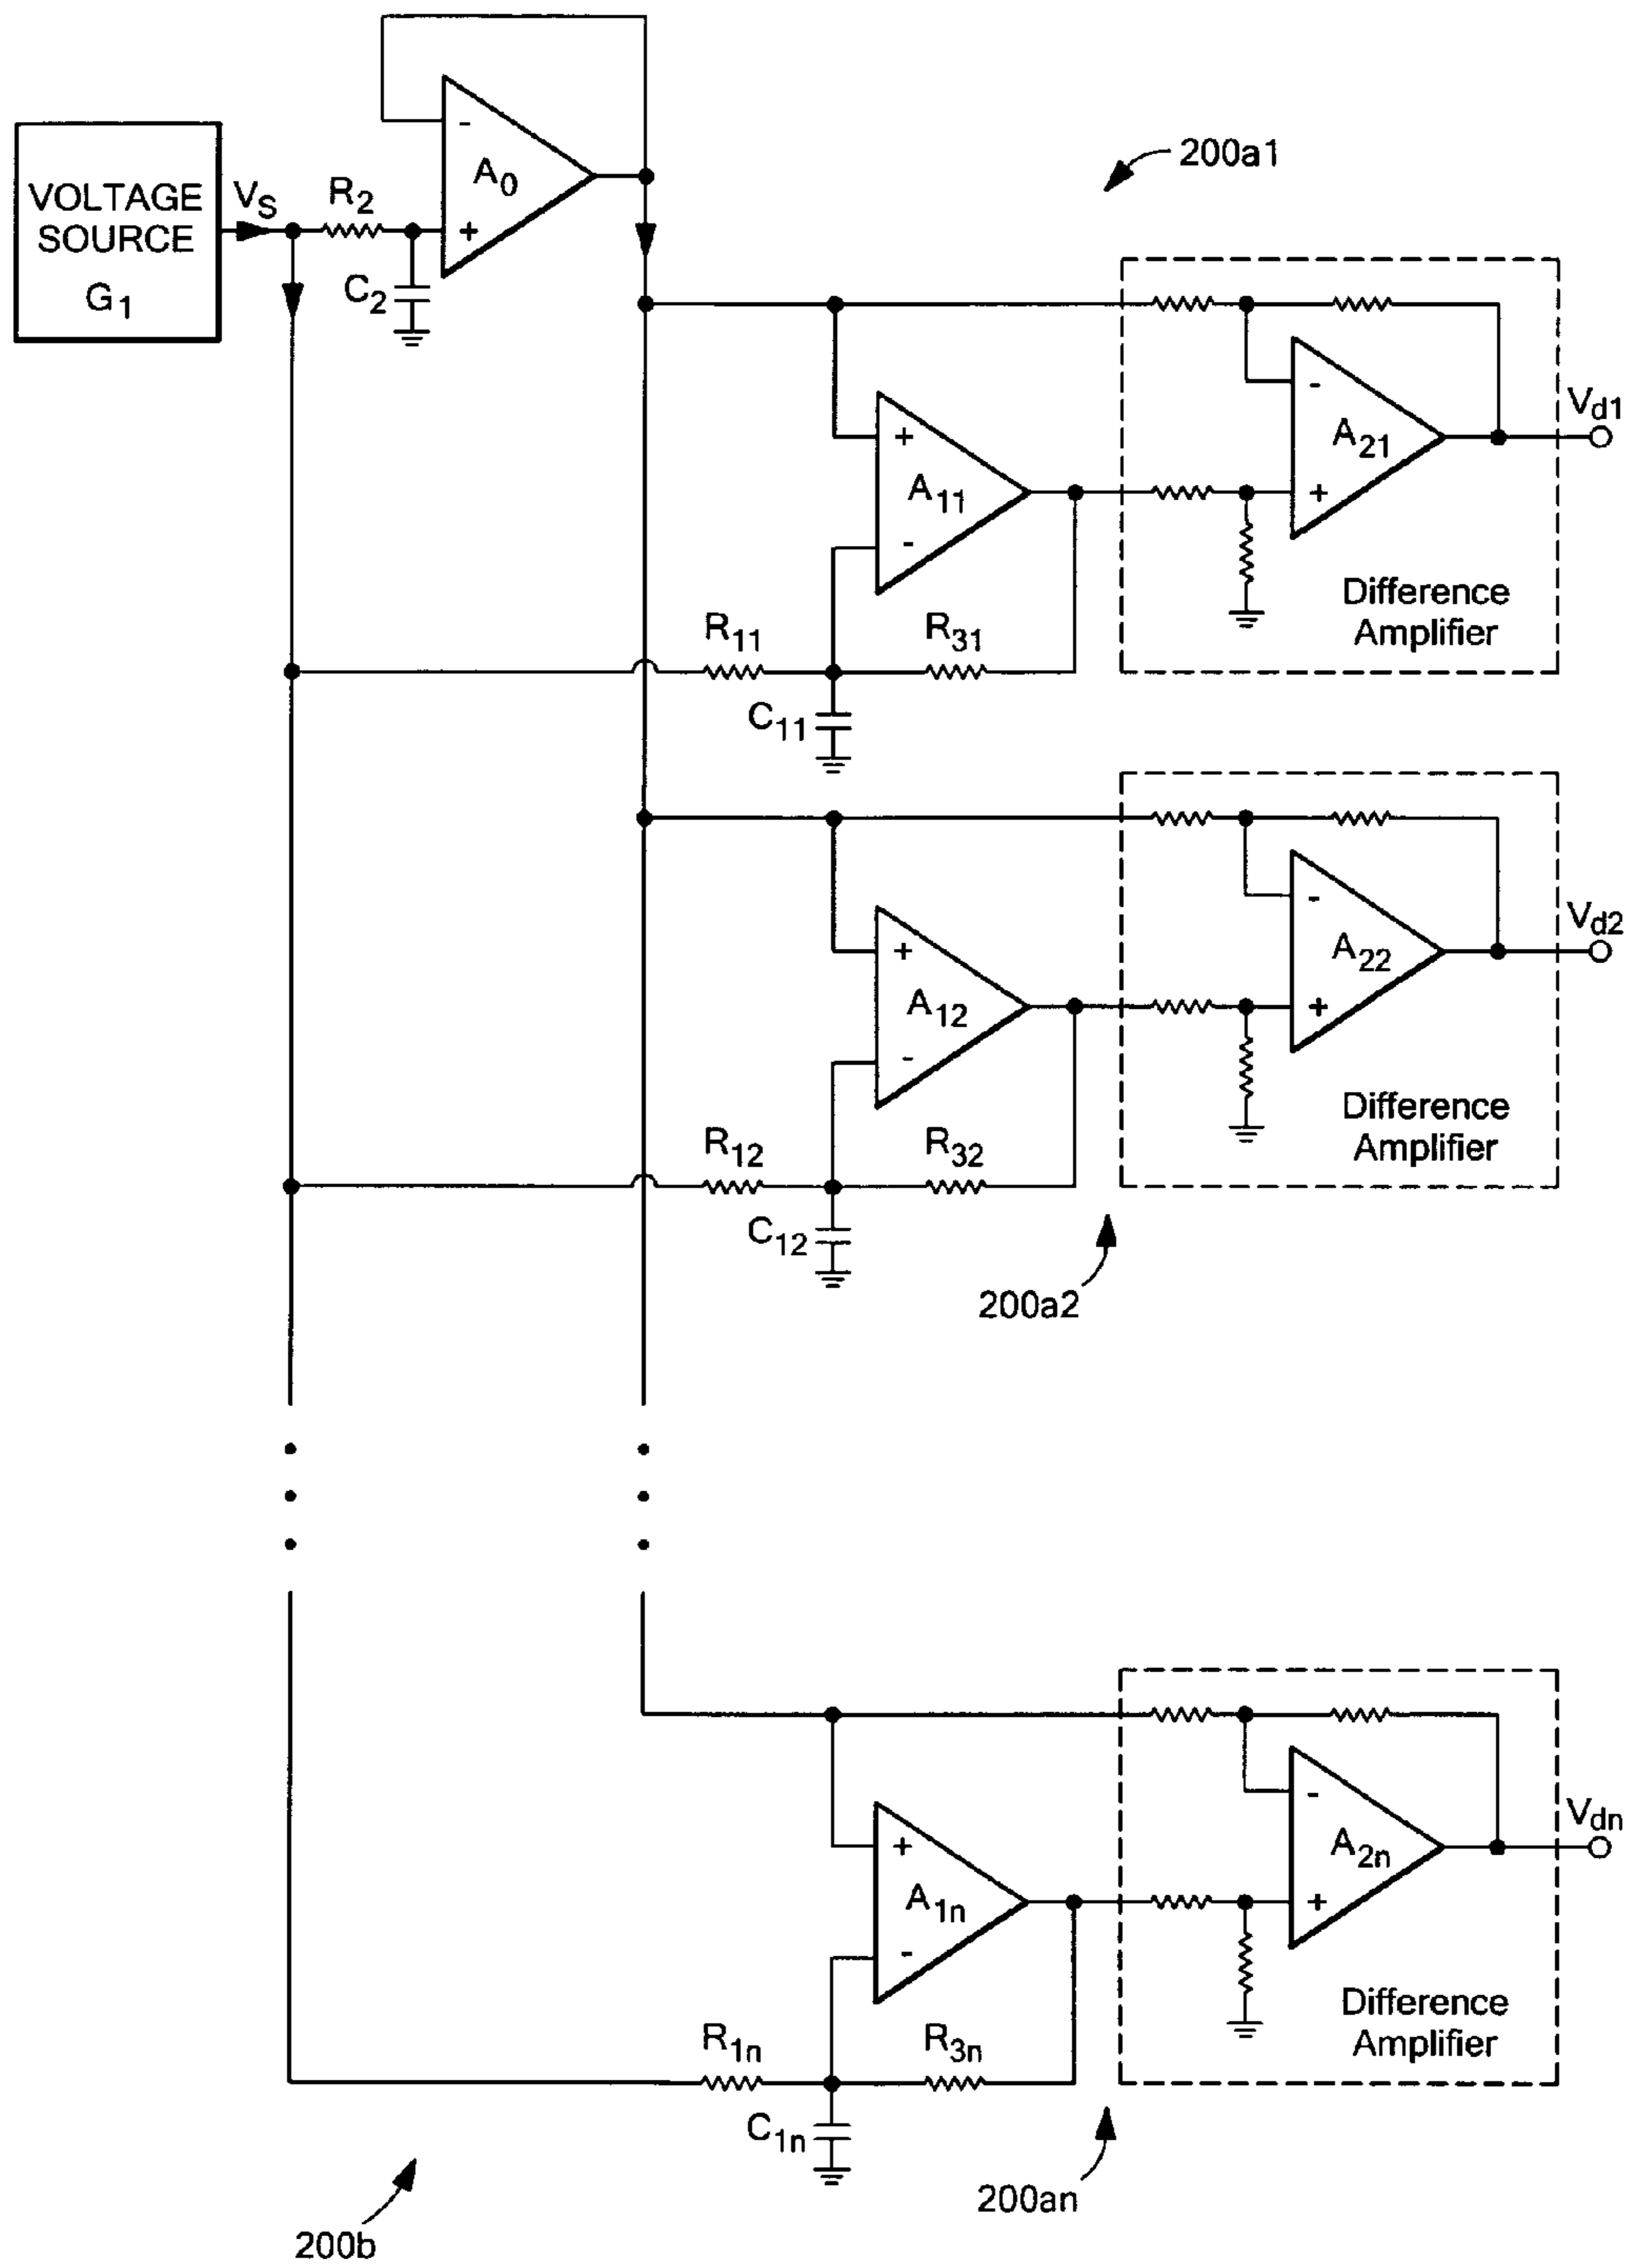 VOLTAGE
SOURCE
G1
VS
R2
C2
-
A0
+
200a1
+
A11
-
R11
R31
C11
-
A21
+
Vd1
Difference
Amplifier
+
A12
-
R12
R32
C12
-
A22
+
Vd2
Difference
Amplifier
200a2
+
A1n
-
R1n
R3n
C1n
-
A2n
+
Vdn
Difference
Amplifier
200an
200b